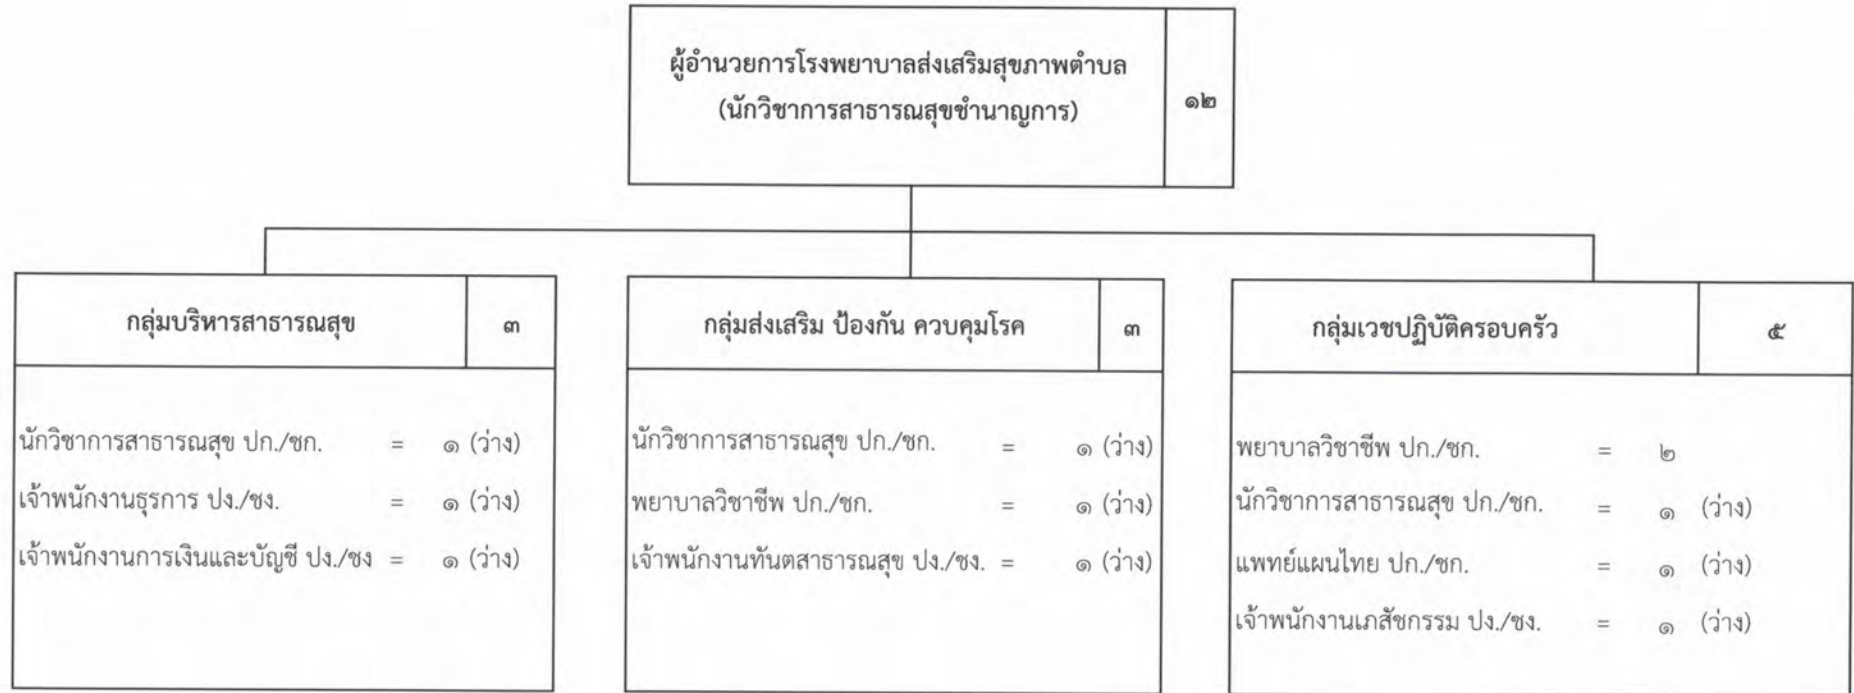 ผู้อำนวยการโรงพยาบาลส่งเสริมสุขภาพตำบล
(นักวิชาการสาธารณสุขชำนาญการ)
๑๒
กลุ่มบริหารสาธารณสุข ๓
นักวิชาการสาธารณสุข ปก./ชก. = ๑ (ว่าง)
เจ้าพนักงานธุรการ ปง./ชง. = ๑ (ว่าง)
เจ้าพนักงานการเงินและบัญชี ปง./ชง = ๑ (ว่าง)
กลุ่มส่งเสริม ป้องกัน ควบคุมโรค ๓
นักวิชาการสาธารณสุข ปก./ชก. = ๑ (ว่าง)
พยาบาลวิชาชีพ ปก./ชก. = ๑ (ว่าง)
เจ้าพนักงานทันตสาธารณสุข ปง./ชง. = ๑ (ว่าง)
กลุ่มเวชปฏิบัติครอบครัว ๕
พยาบาลวิชาชีพ ปก./ชก. = ๒
นักวิชาการสาธารณสุข ปก./ชก. = ๑ (ว่าง)
แพทย์แผนไทย ปก./ชก. = ๑ (ว่าง)
เจ้าพนักงานเภสัชกรรม ปง./ชง. = ๑ (ว่าง)